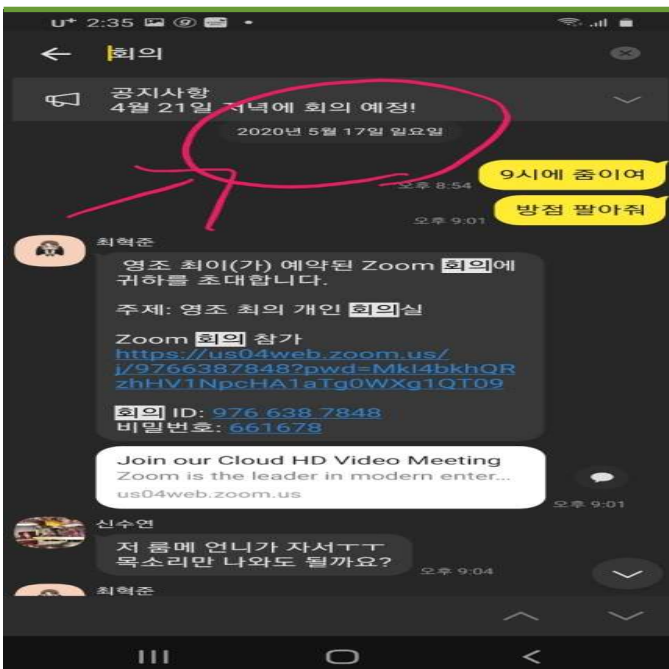 U+ 2:35
회의
공지사항
4월 21일 저녁에 회의 예정!
2020년 5월 17일 일요일
오후 8:54
9시에 줌이여
오후 9:01
방점 팔아줘
최혁준
영조 최이(가) 예약된 Zoom 회의에
귀하를 초대합니다.
주제: 영조 최의 개인 회의실
Zoom 회의 참가
https://us04web.zoom.us/
j/9766387848?pwd=Mkl4bkhQR
zhHV1NpcHA1aTg0WXg1QT09
회의 ID: 976 638 7848
비밀번호: 661678
Join our Cloud HD Video Meeting
Zoom is the leader in modern enter...
us04web.zoom.us
오후 9:01
신수연
저 룸메 언니가 자서ㅜㅜ
목소리만 나와도 될까요?
오후 9:04
최혁준